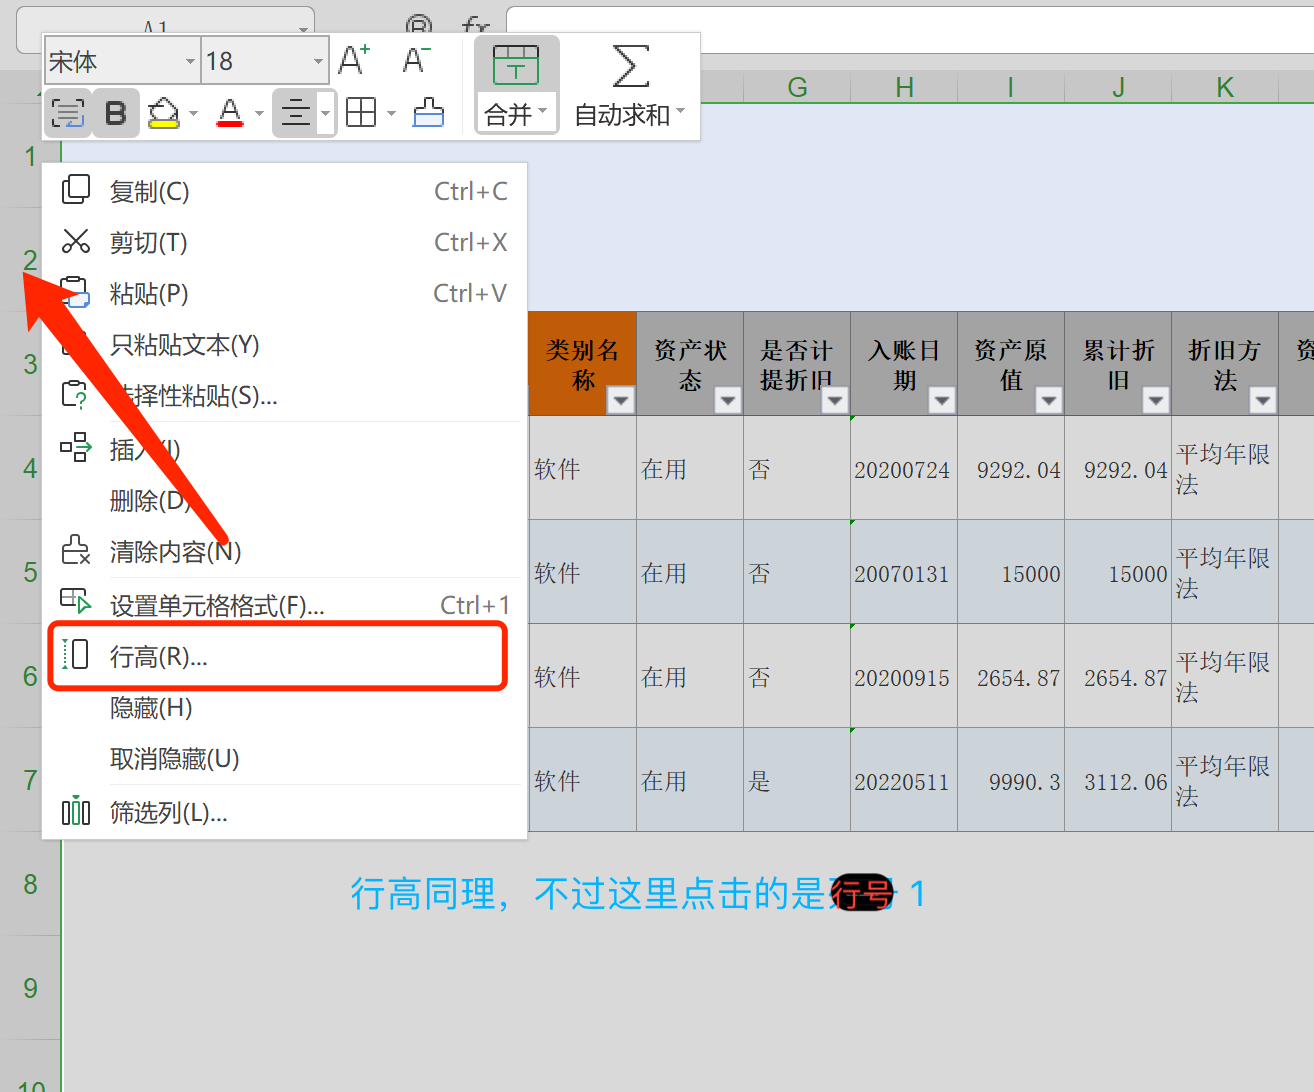 A1
R fx
宋体 18 A+ A-
B A 合并 自动求和
G H I J K
1
2
3
4
5
6
7
8
9
10
复制(C) Ctrl+C
剪切(T) Ctrl+X
粘贴(P) Ctrl+V
只粘贴文本(Y)
选择性粘贴(S)...
插入(I)
删除(D)
清除内容(N)
设置单元格格式(F)... Ctrl+1
行高(R)...
隐藏(H)
取消隐藏(U)
筛选列(L)...
类别名称 资产状态 是否计提折旧 入账日期 资产原值 累计折旧 折旧方法 资
软件 在用 否 20200724 9292.04 9292.04 平均年限法
软件 在用 否 20070131 15000 15000 平均年限法
软件 在用 否 20200915 2654.87 2654.87 平均年限法
软件 在用 是 20220511 9990.3 3112.06 平均年限法
行高同理，不过这里点击的是行号 1